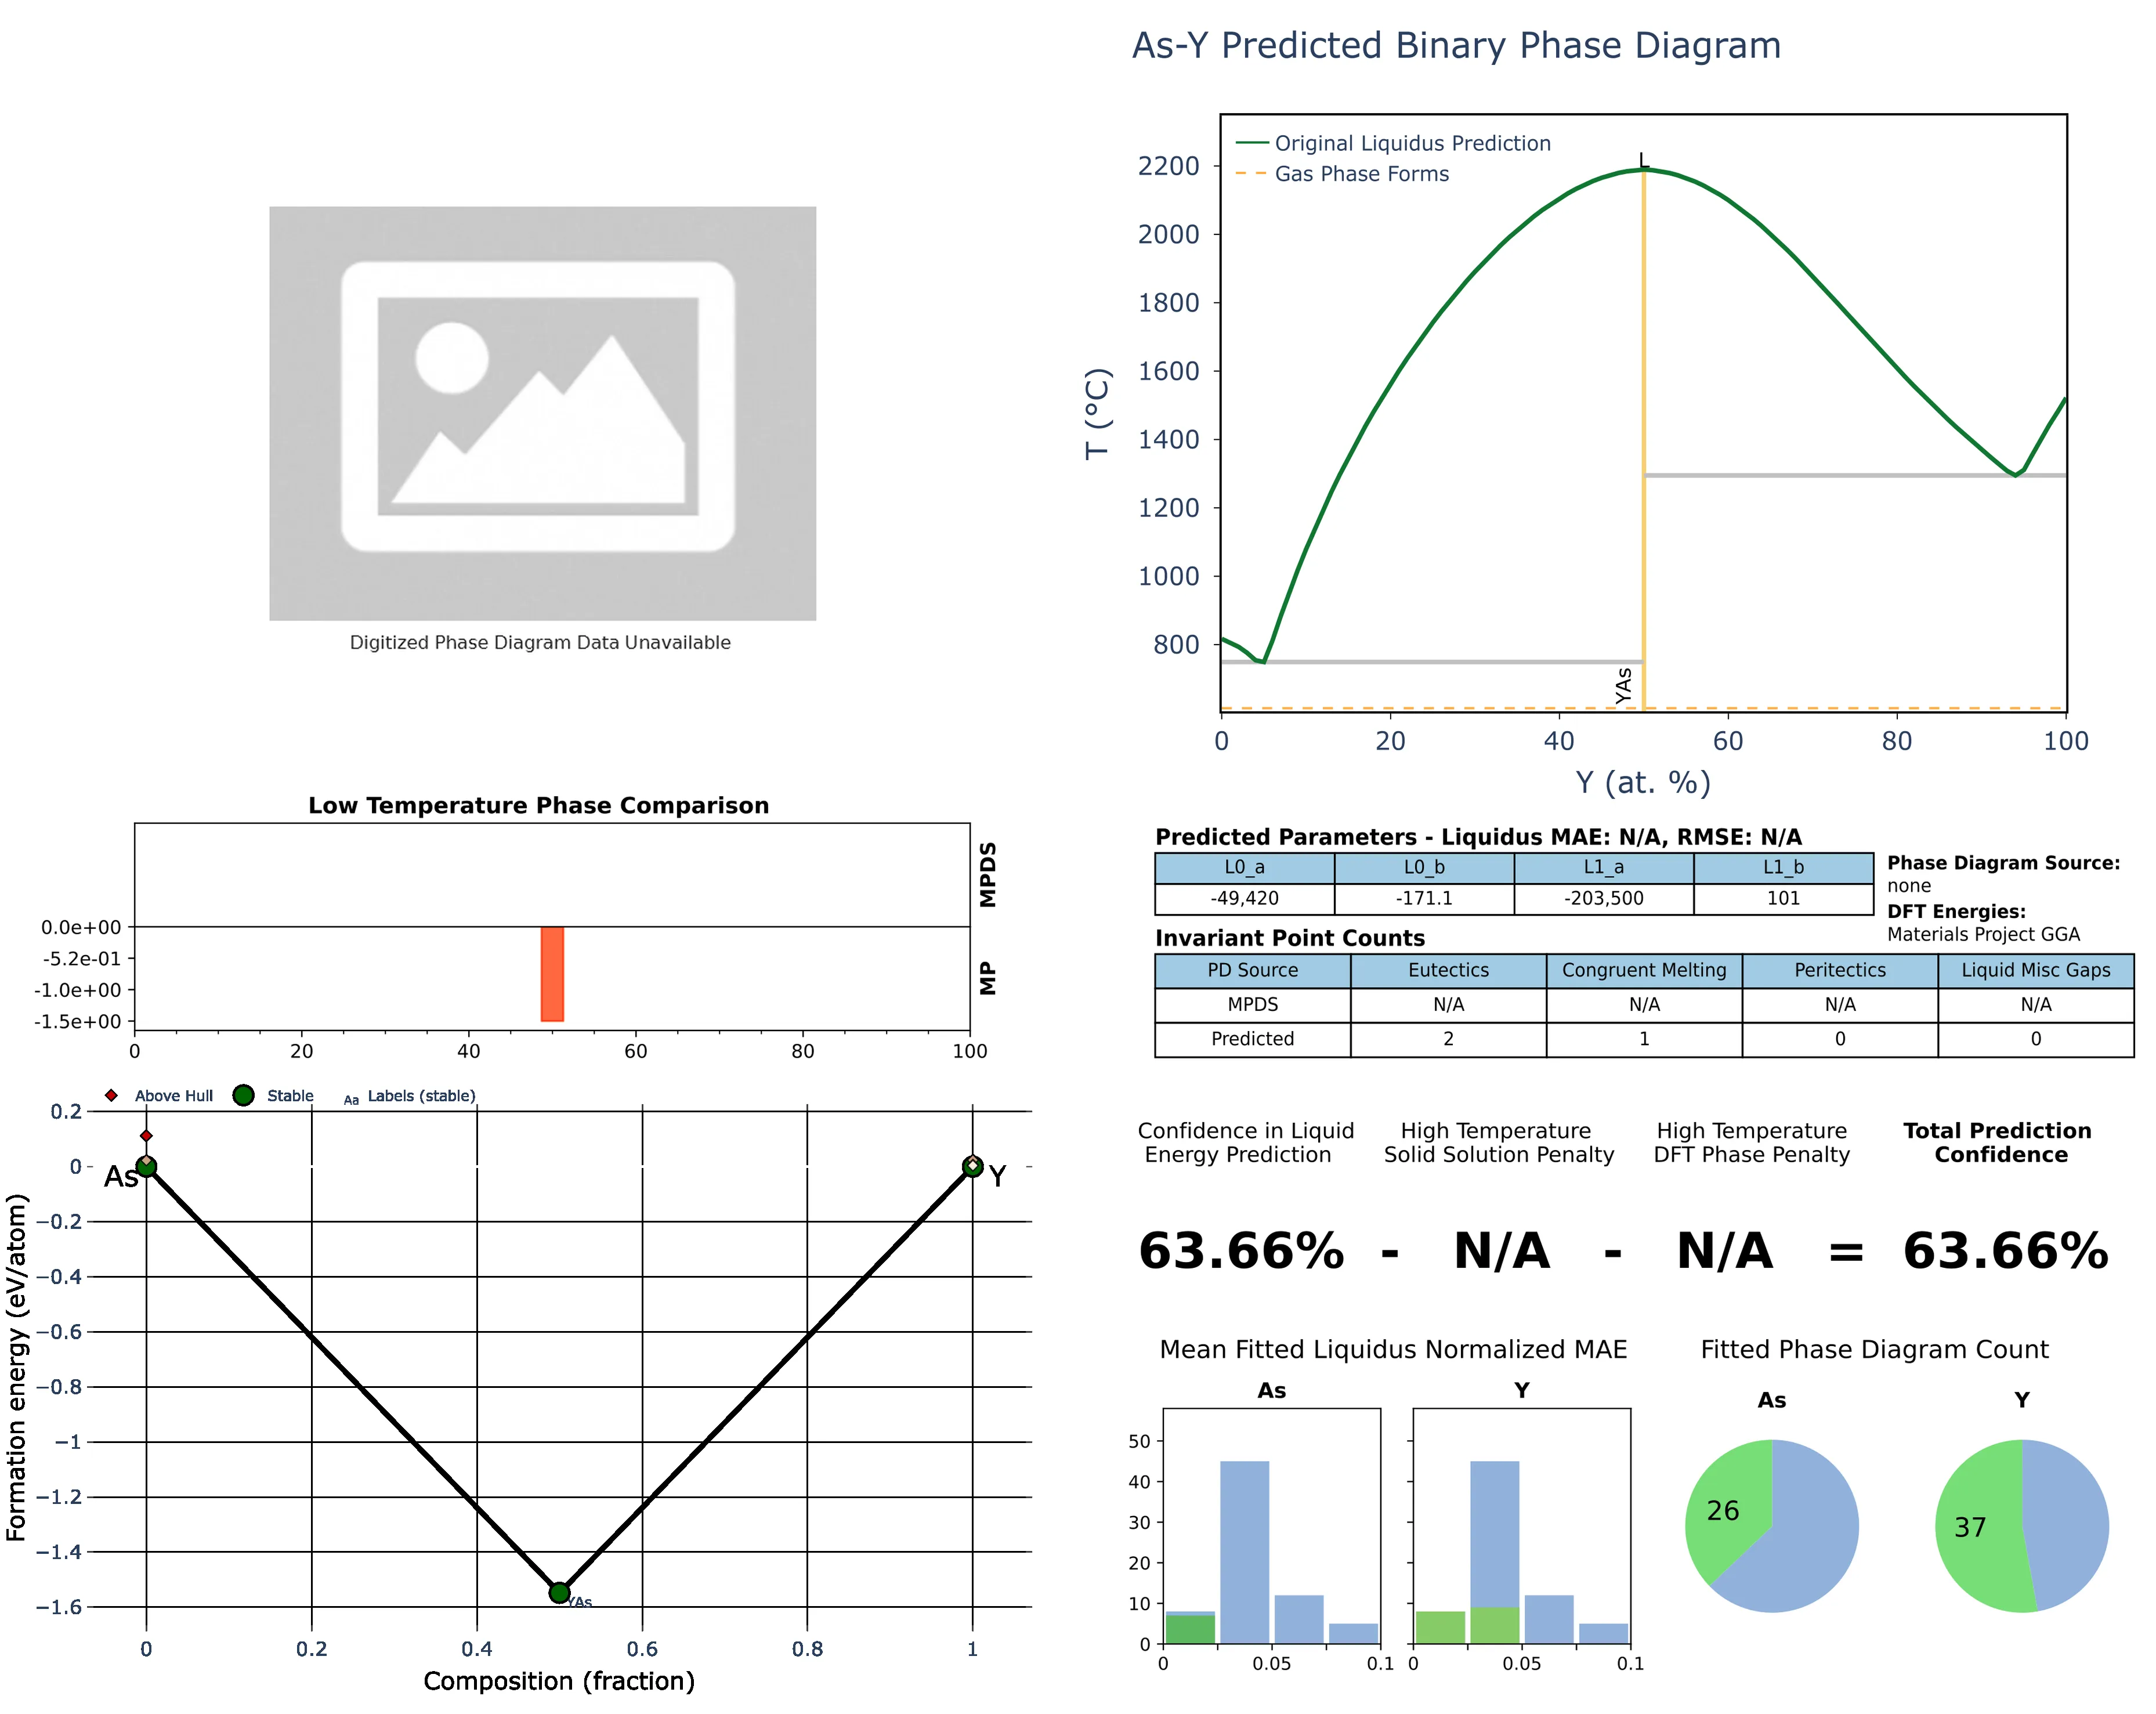 As-Y Predicted Binary Phase Diagram
Digitized Phase Diagram Data Unavailable
Original Liquidus Prediction
Gas Phase Forms
L
YAs
T (°C)
2200
2000
1800
1600
1400
1200
1000
800
0 20 40 60 80 100
Y (at. %)
Low Temperature Phase Comparison
MPDS
MP
0.0e+00
-5.2e-01
-1.0e+00
-1.5e+00
0 20 40 60 80 100
Predicted Parameters - Liquidus MAE: N/A, RMSE: N/A
L0_a L0_b L1_a L1_b
-49,420 -171.1 -203,500 101
Phase Diagram Source:
none
DFT Energies:
Materials Project GGA
Invariant Point Counts
PD Source Eutectics Congruent Melting Peritectics Liquid Misc Gaps
MPDS N/A N/A N/A N/A
Predicted 2 1 0 0
Above Hull Stable Aa Labels (stable)
Formation energy (eV/atom)
0.2
0
−0.2
−0.4
−0.6
−0.8
−1
−1.2
−1.4
−1.6
As
Y
YAs
0 0.2 0.4 0.6 0.8 1
Composition (fraction)
Confidence in Liquid
Energy Prediction
High Temperature
Solid Solution Penalty
High Temperature
DFT Phase Penalty
Total Prediction
Confidence
63.66% - N/A - N/A = 63.66%
Mean Fitted Liquidus Normalized MAE
As Y
50
40
30
20
10
0
0 0.05 0.1 0 0.05 0.1
Fitted Phase Diagram Count
As Y
26 37